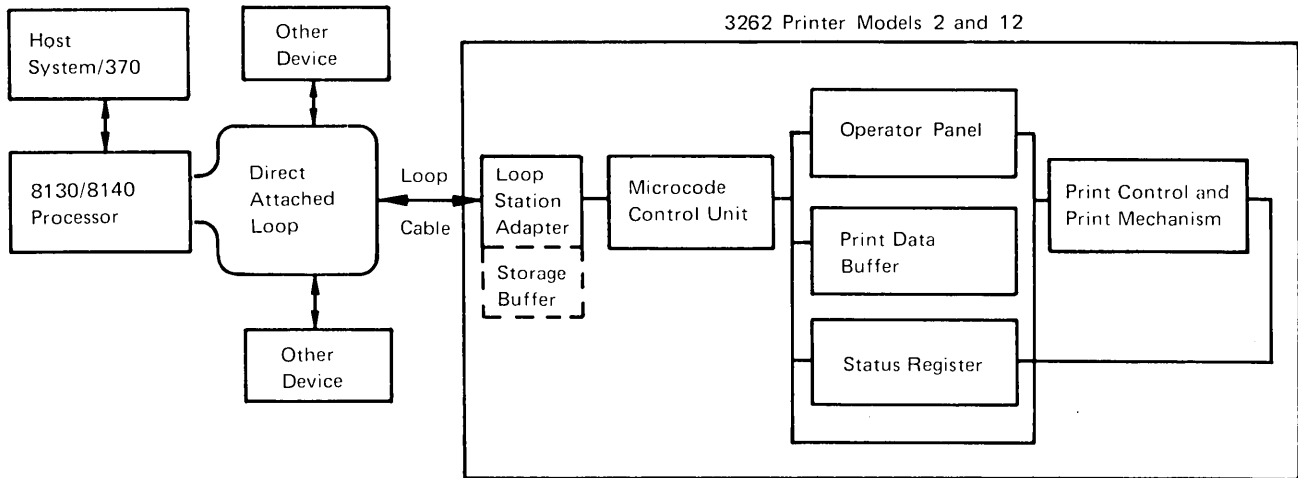 3262 Printer Models 2 and 12
Host
System/370
Other
Device
8130/8140
Processor
Direct
Attached
Loop
Loop
Cable
Loop
Station
Adapter
Storage
Buffer
Microcode
Control Unit
Operator Panel
Print Data
Buffer
Status Register
Print Control and
Print Mechanism
Other
Device